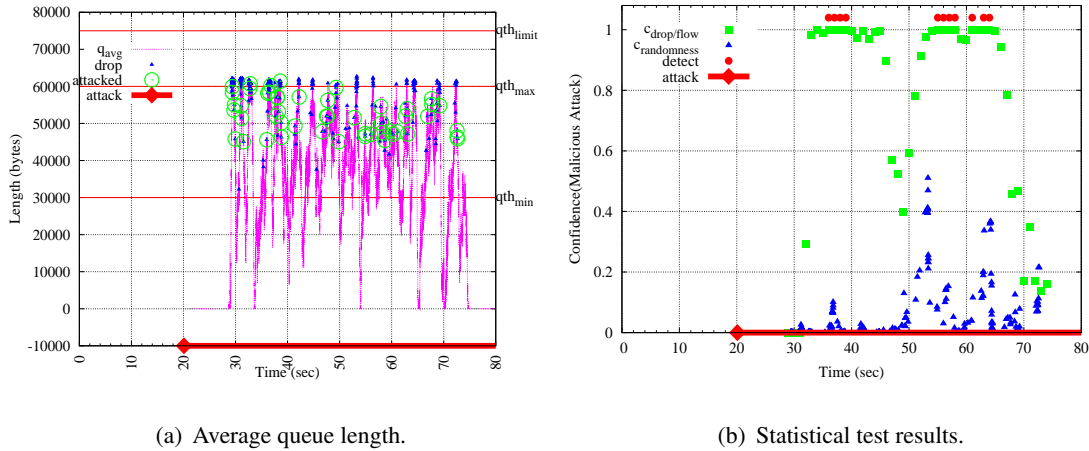 80000
70000
60000
50000
40000
30000
20000
10000
0
-10000
0 10 20 30 40 50 60 70 80
Length (bytes)
Time (sec)
q_avg
drop
attacked
attack
qth_limit
qth_max
qth_min
(a) Average queue length.
1
0.8
0.6
0.4
0.2
0
0 10 20 30 40 50 60 70 80
Confidence(Malicious Attack)
Time (sec)
c_drop/flow
c_randomness
detect
attack
(b) Statistical test results.